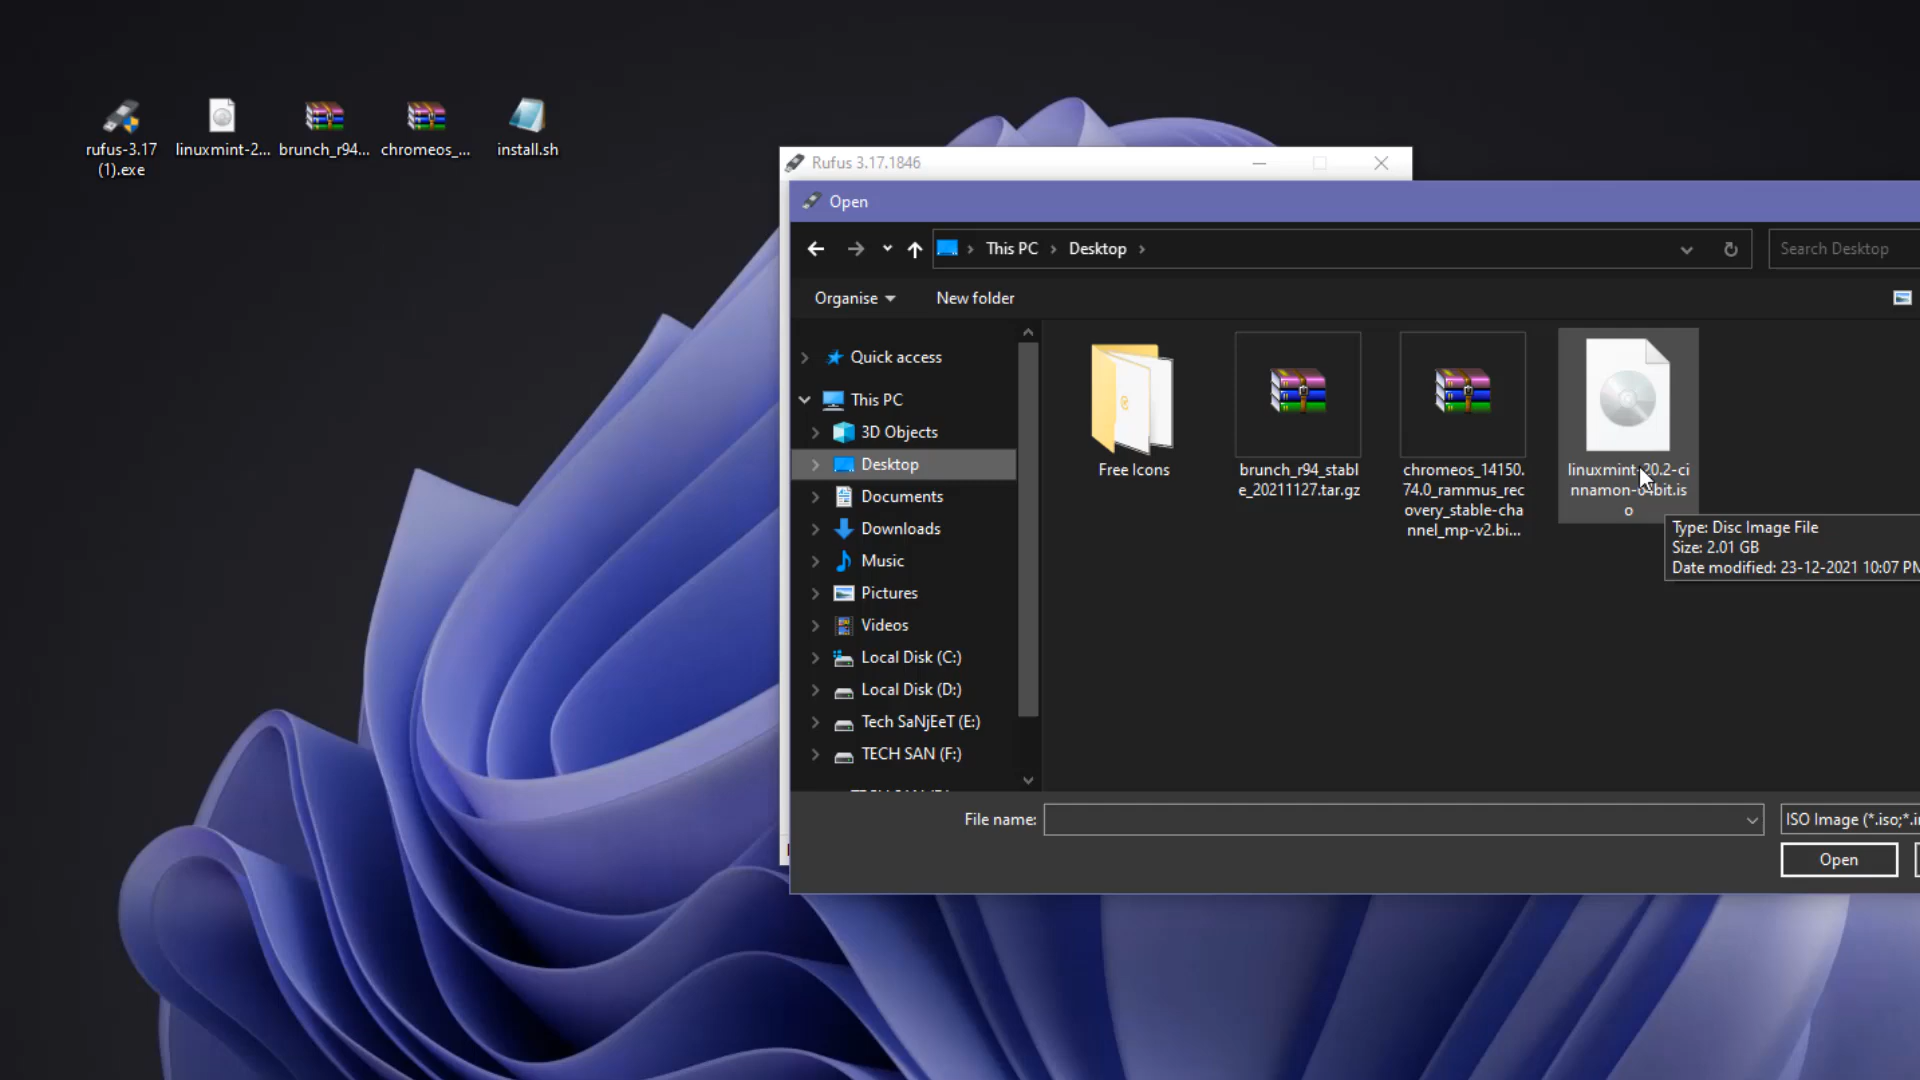 rufus-3.17
(1).exe
linuxmint-2...
brunch_r94...
chromeos_...
install.sh
Rufus 3.17.1846
Open
This PC
Desktop
Search Desktop
Organise
New folder
Quick access
This PC
3D Objects
Desktop
Documents
Downloads
Music
Pictures
Videos
Local Disk (C:)
Local Disk (D:)
Tech SaNjEeT (E:)
TECH SAN (F:)
Free Icons
brunch_r94_stabl
e_20211127.tar.gz
chromeos_14150.
74.0_rammus_rec
overy_stable-cha
nnel_mp-v2.bi...
linuxmint-20.2-ci
nnamon-64bit.is
o
Type: Disc Image File
Size: 2.01 GB
Date modified: 23-12-2021 10:07 PM
File name:
ISO Image (*.iso;*.i
Open